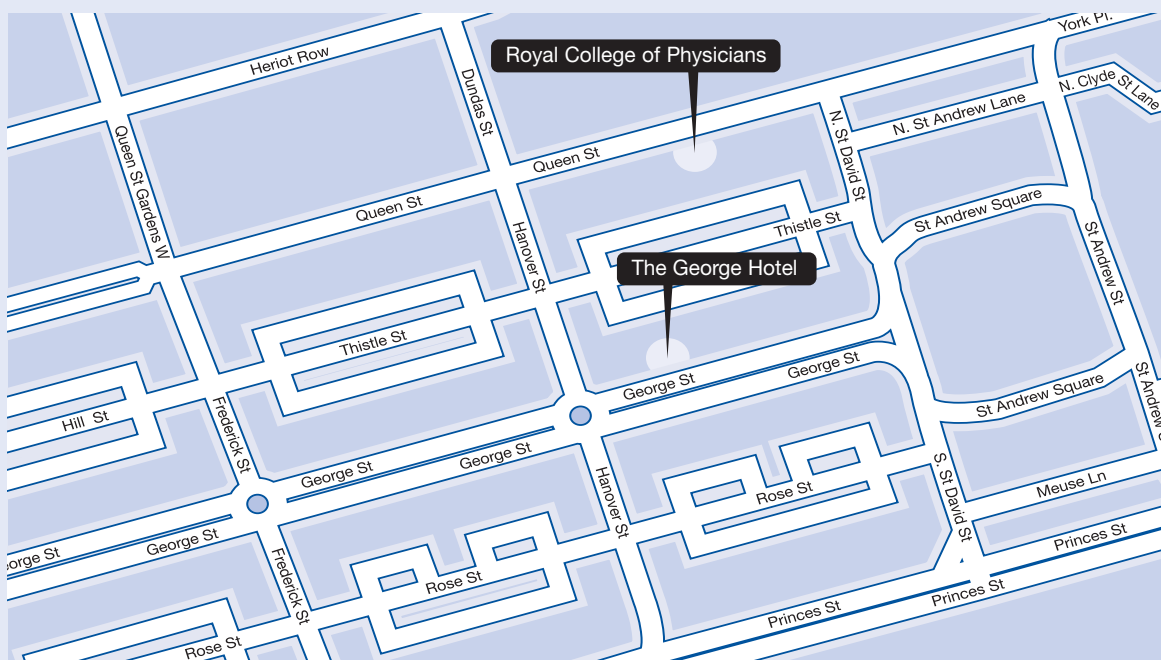 York Pl.
Heriot Row
Royal College of Physicians
Dundas St
N. Clyde
St Lane
N. St Andrew Lane
N. St David St
Queen St Gardens W
Queen St
Queen St
St Andrew Square
Thistle St
Hanover St
St Andrew St
The George Hotel
Thistle St
George St
George St
St Andrew Square
St Andrew
Hill St
Frederick St
George St
George St
Hanover St
Rose St
S. St David St
Meuse Ln
orge St
George St
Frederick St
Rose St
Princes St
Princes St
Princes St
Rose St